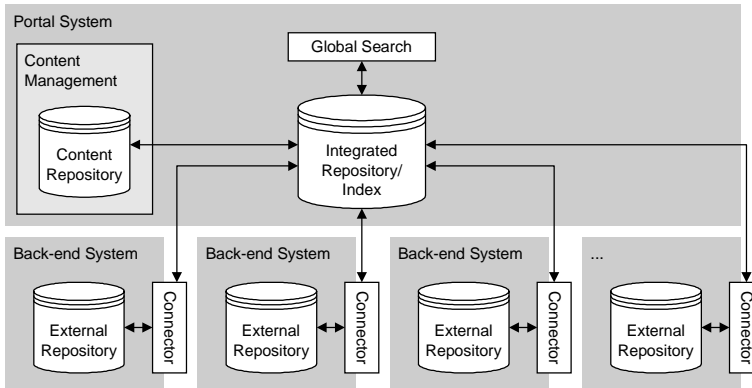 Portal System
Global Search
Content
Management
Content
Repository
Integrated
Repository/
Index
Back-end System
External
Repository
Connector
Back-end System
External
Repository
Connector
Back-end System
External
Repository
Connector
...
External
Repository
Connector